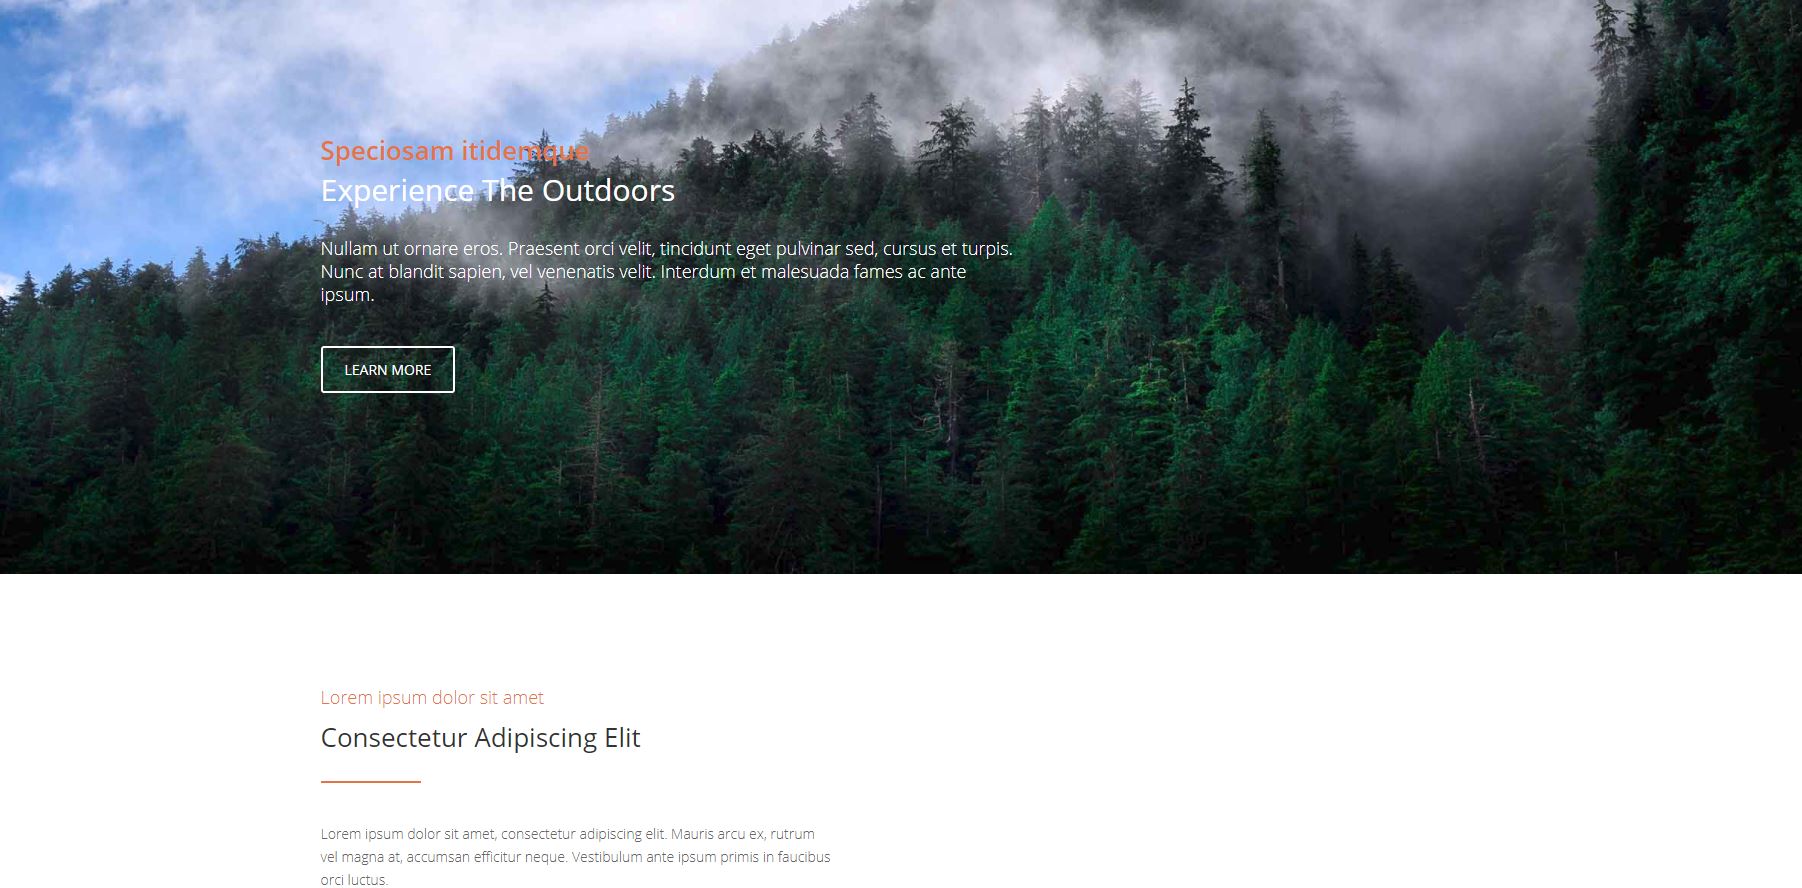 Speciosam itidemque
Experience The Outdoors
Nullam ut ornare eros. Praesent orci velit, tincidunt eget pulvinar sed, cursus et turpis.
Nunc at blandit sapien, vel venenatis velit. Interdum et malesuada fames ac ante
ipsum.
LEARN MORE
Lorem ipsum dolor sit amet
Consectetur Adipiscing Elit
Lorem ipsum dolor sit amet, consectetur adipiscing elit. Mauris arcu ex, rutrum
vel magna at, accumsan efficitur neque. Vestibulum ante ipsum primis in faucibus
orci luctus.